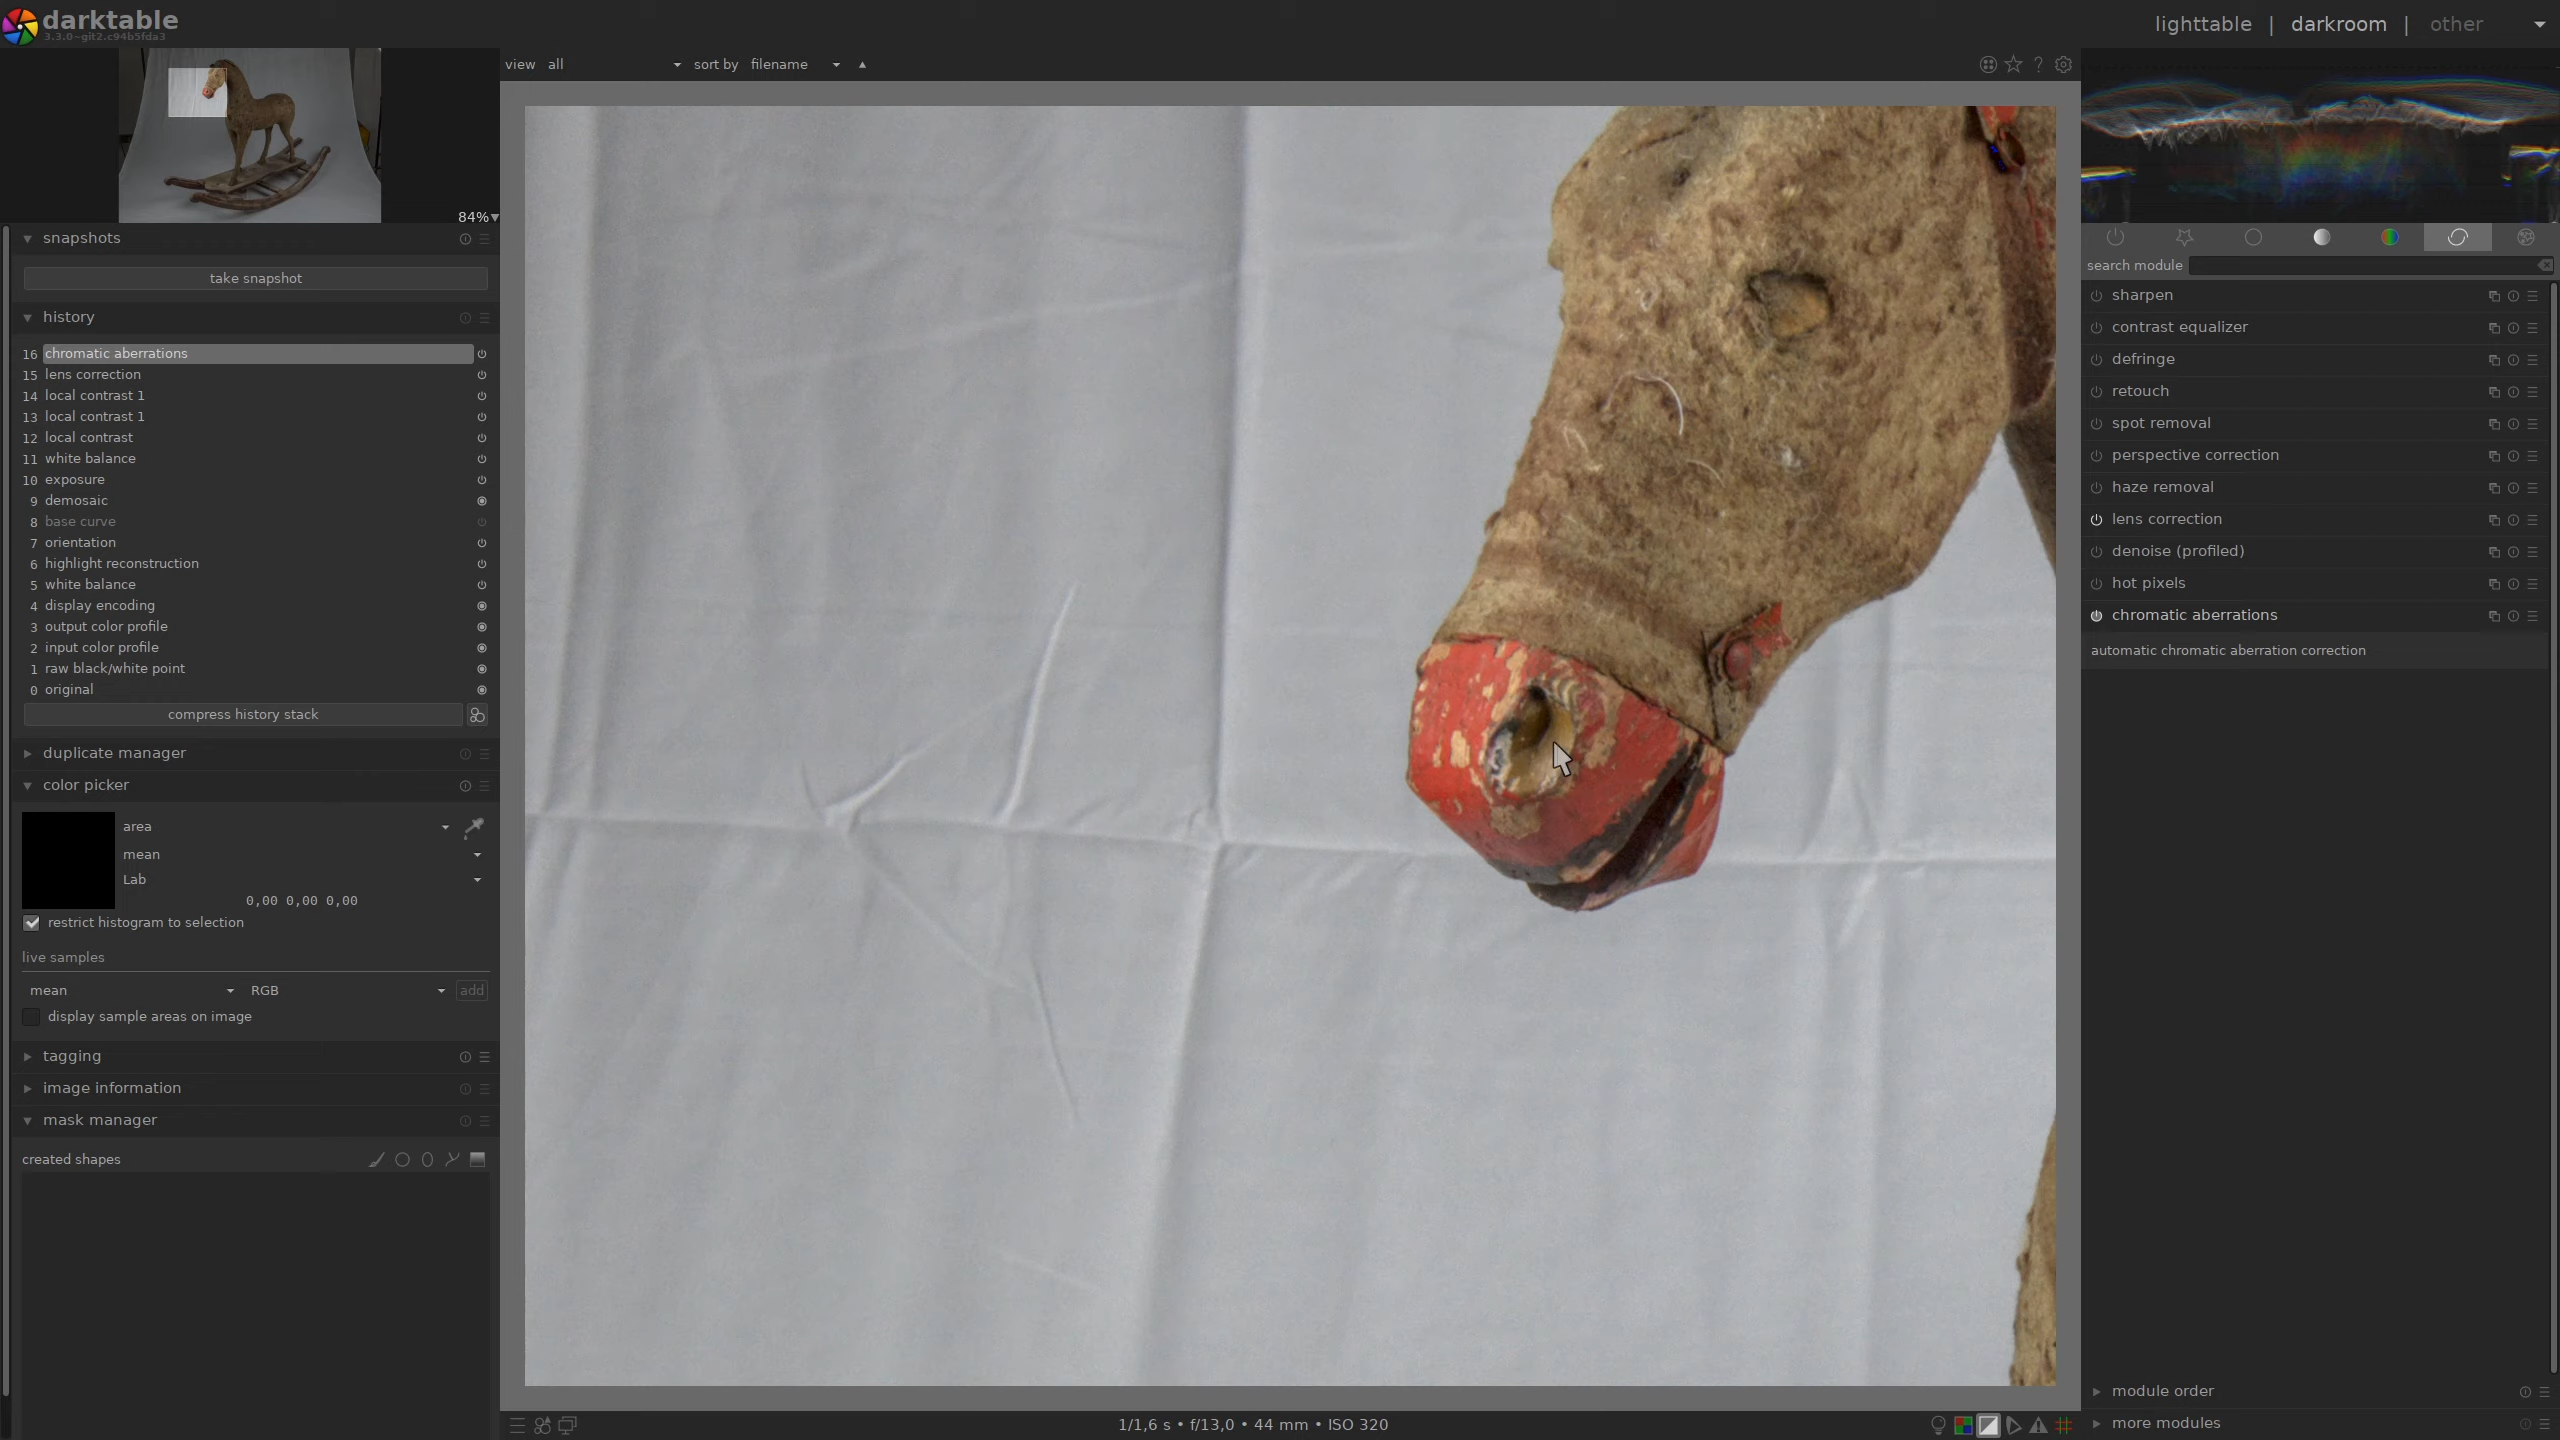 darktable
3.3.0~git2.c94b5fda3
lighttable | darkroom | other
view all sort by filename
84%
snapshots
take snapshot
history
16 chromatic aberrations
15 lens correction
14 local contrast 1
13 local contrast 1
12 local contrast
11 white balance
10 exposure
9 demosaic
8 base curve
7 orientation
6 highlight reconstruction
5 white balance
4 display encoding
3 output color profile
2 input color profile
1 raw black/white point
0 original
compress history stack
duplicate manager
color picker
area
mean
Lab
0,00 0,00 0,00
restrict histogram to selection
live samples
mean RGB add
display sample areas on image
tagging
image information
mask manager
created shapes
1/1,6 s • f/13,0 • 44 mm • ISO 320
search module
sharpen
contrast equalizer
defringe
retouch
spot removal
perspective correction
haze removal
lens correction
denoise (profiled)
hot pixels
chromatic aberrations
automatic chromatic aberration correction
module order
more modules